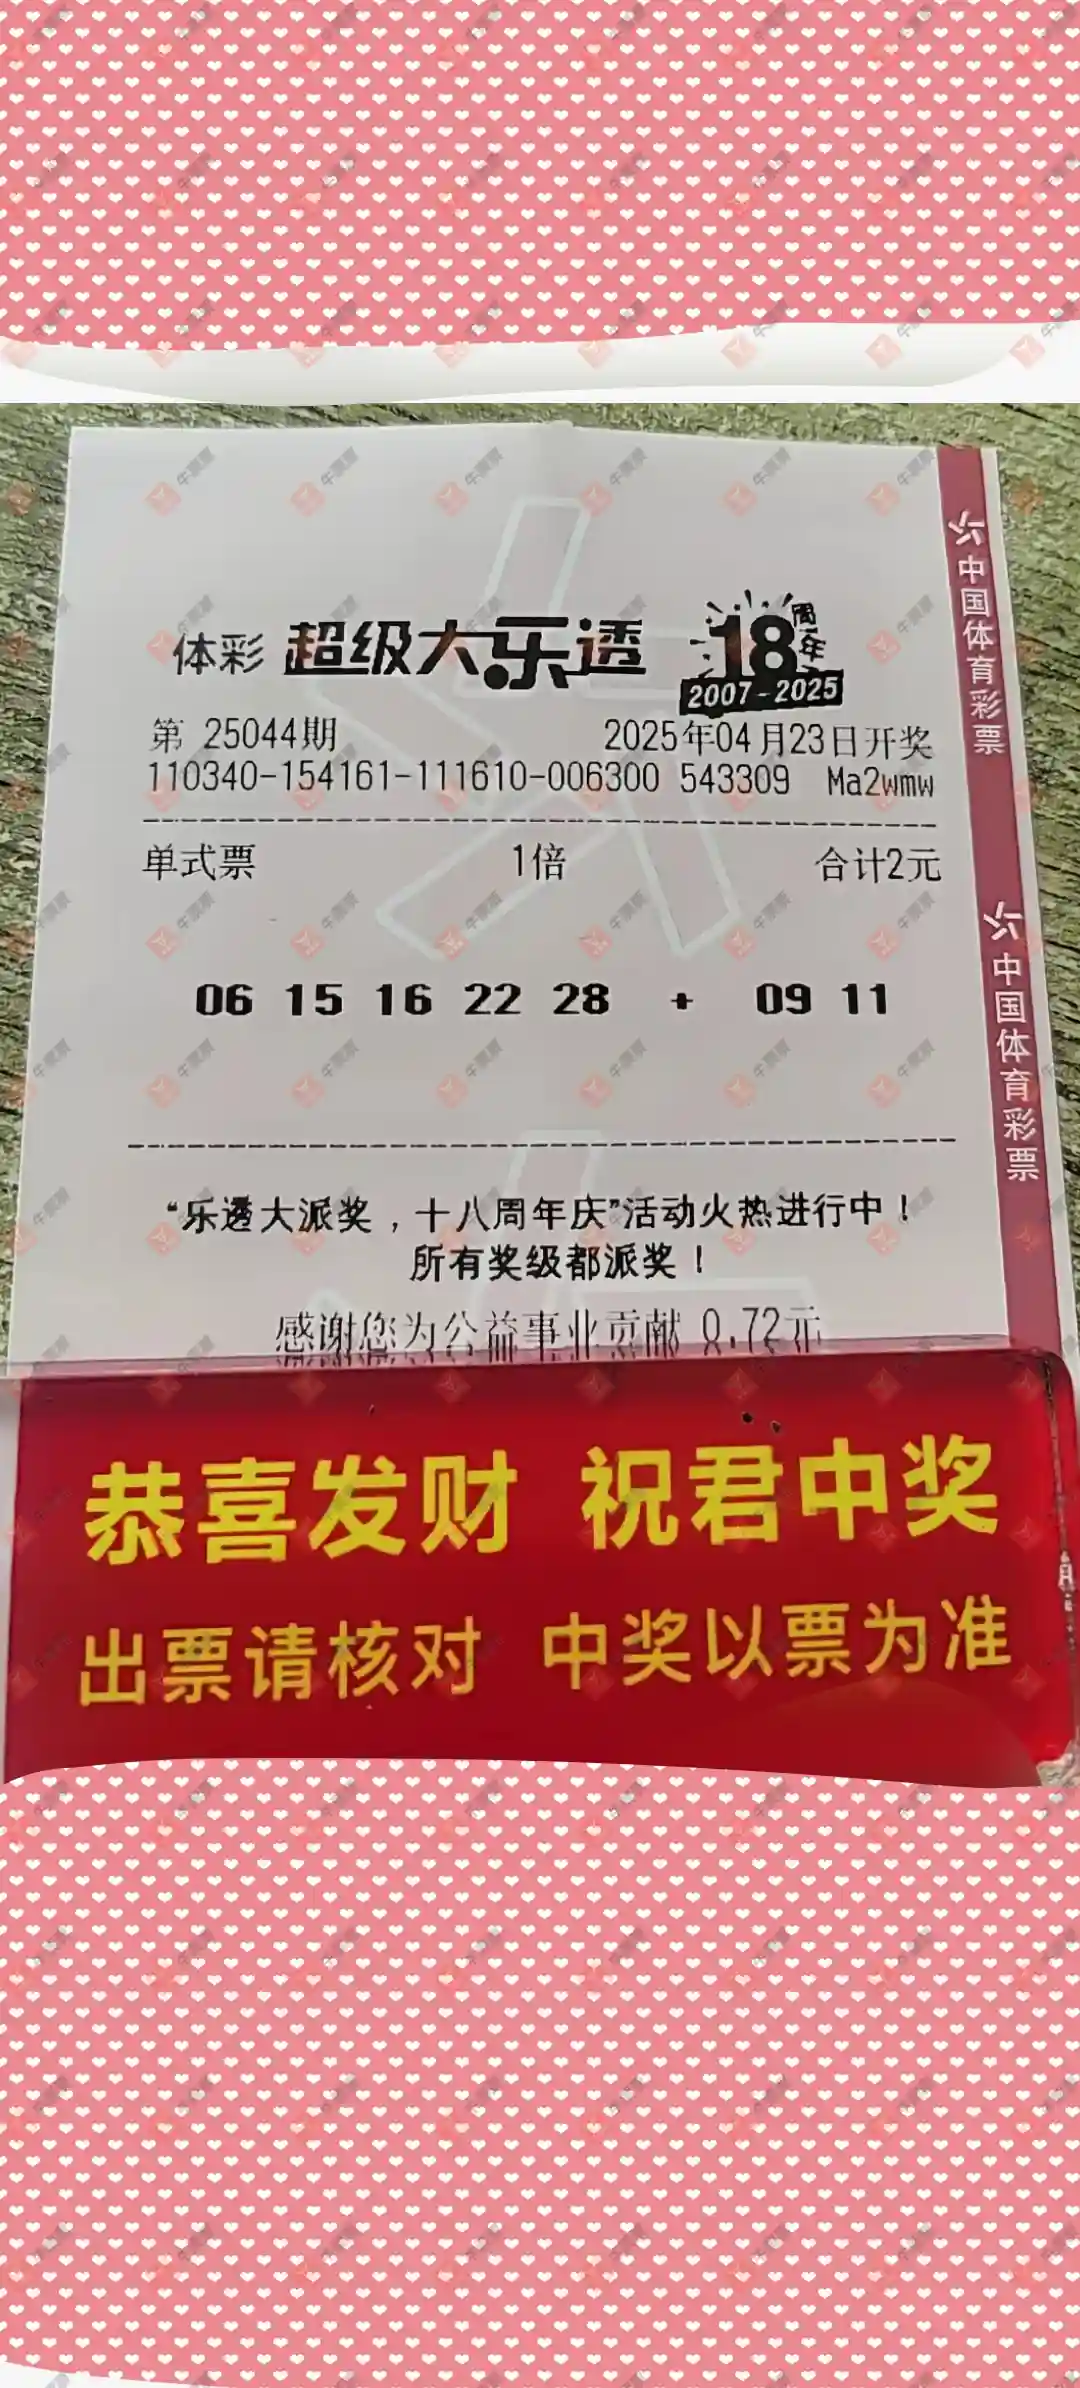 体彩 超级大乐透 18周年
2007-2025
第 25044期 2025年04月23日开奖
110340-154161-111610-006300 543309 Ma2wmw
单式票 1倍 合计2元
06 15 16 22 28 + 09 11
“乐透大派奖，十八周年庆”活动火热进行中！
所有奖级都派奖！
感谢您为公益事业贡献 0.72元
中国体育彩票
中国体育彩票
恭喜发财 祝君中奖
出票请核对 中奖以票为准